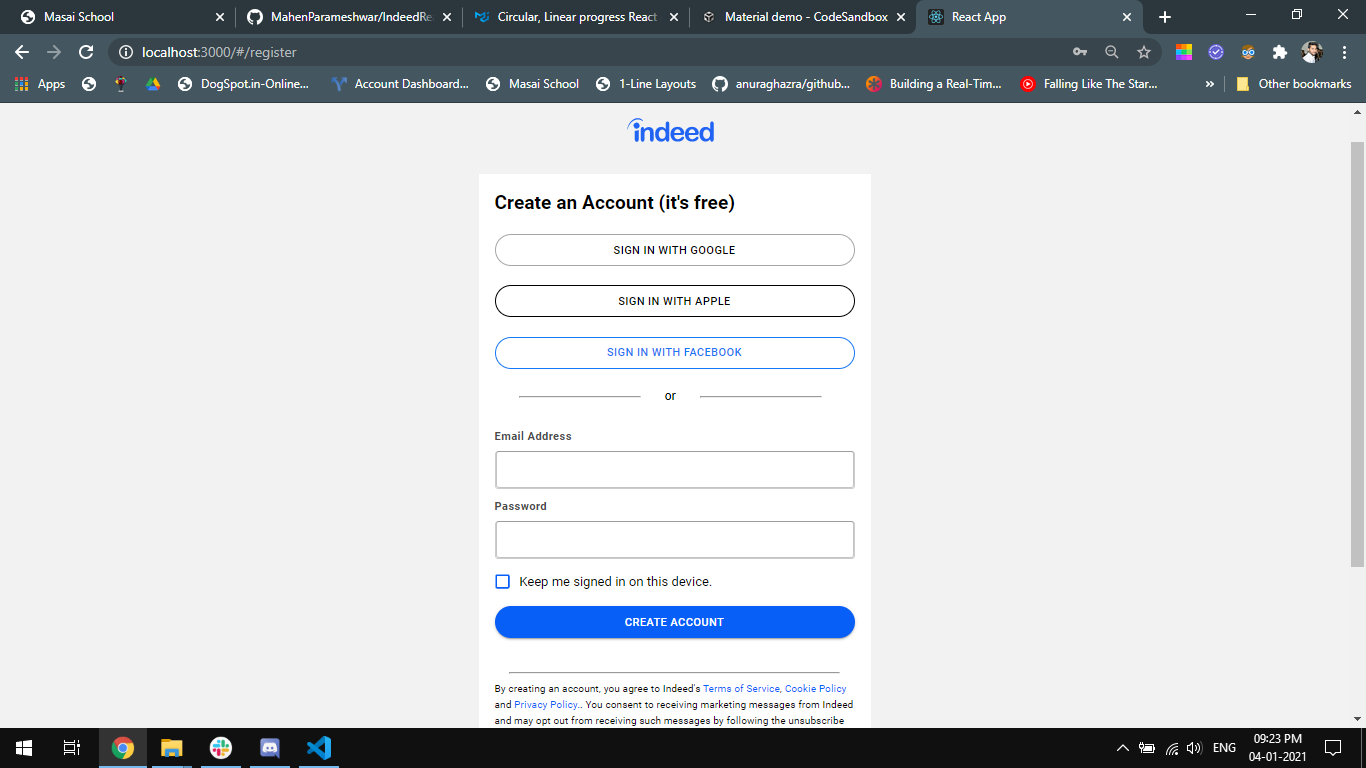 Masai School
MahenParameshwar/IndeedRe
Circular, Linear progress React
Material demo - CodeSandbox
React App
localhost:3000/#/register
Apps
DogSpot.in-Online...
Account Dashboard...
Masai School
1-Line Layouts
anuraghazra/github...
Building a Real-Tim...
Falling Like The Star...
»
Other bookmarks
indeed
Create an Account (it's free)
SIGN IN WITH GOOGLE
SIGN IN WITH APPLE
SIGN IN WITH FACEBOOK
or
Email Address
Password
Keep me signed in on this device.
CREATE ACCOUNT
By creating an account, you agree to Indeed's Terms of Service, Cookie Policy
and Privacy Policy.. You consent to receiving marketing messages from Indeed
and may opt out from receiving such messages by following the unsubscribe
ENG
09:23 PM
04-01-2021